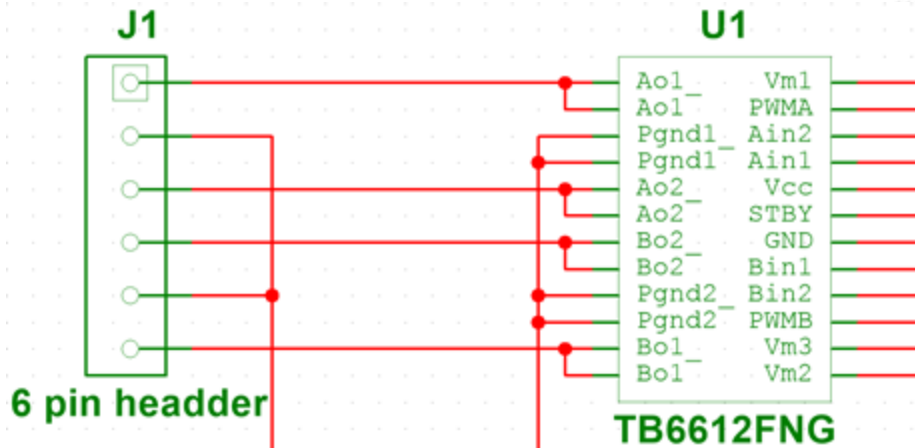 J1
U1
Ao1_ Vm1
Ao1 PWMA
Pgnd1_ Ain2
Pgnd1 Ain1
Ao2_ Vcc
Ao2 STBY
Bo2_ GND
Bo2 Bin1
Pgnd2_ Bin2
Pgnd2 PWMB
Bo1_ Vm3
Bo1 Vm2
6 pin headder
TB6612FNG